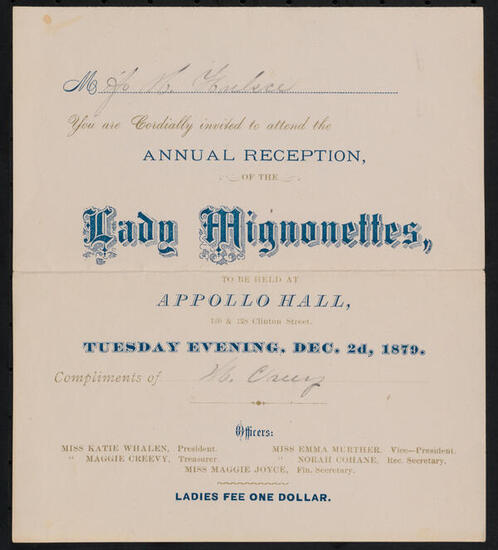 M J. H.
You are Cordially invited to attend the
ANNUAL RECEPTION,
OF THE
Lady Mignonettes,,
TO BE HELD AT
APPOLLO HALL,
126 & 128 Clinton Street.
TUESDAY EVENING, DEC. 2d, 1879.
Compliments of
Officers:
MISS KATIE WHALEN, President. MISS EMMA MURTHER, Vice—President.
" MAGGIE CREEVY, Treasurer. " NORAH COHANE, Rec. Secretary.
MISS MAGGIE JOYCE, Fin. Secretary.
LADIES FEE ONE DOLLAR.